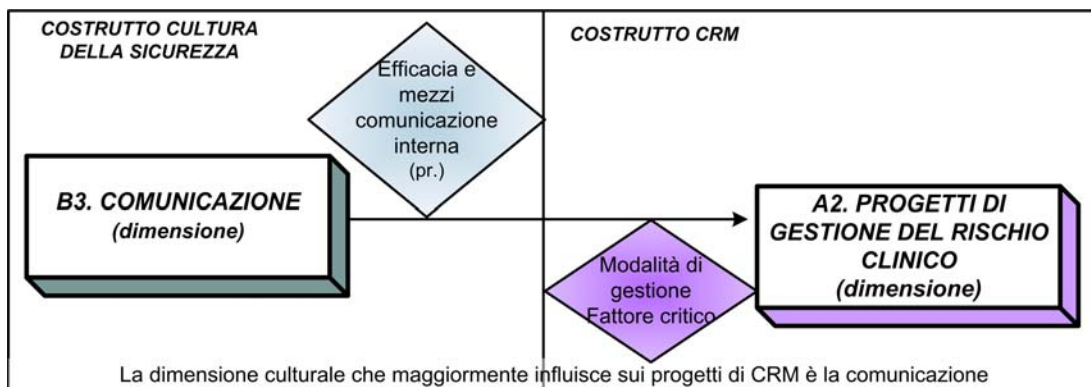 COSTRUTTO CULTURA
DELLA SICUREZZA
COSTRUTTO CRM
Efficacia e
mezzi
comunicazione
interna
(pr.)
B3. COMUNICAZIONE
(dimensione)
A2. PROGETTI DI
GESTIONE DEL RISCHIO
CLINICO
(dimensione)
Modalità di
gestione
Fattore critico
La dimensione culturale che maggiormente influisce sui progetti di CRM è la comunicazione